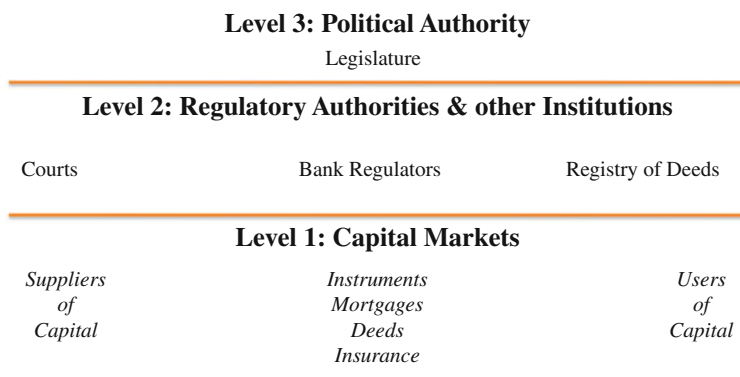 Level 3: Political Authority
Legislature
Level 2: Regulatory Authorities & other Institutions
Courts Bank Regulators Registry of Deeds
Level 1: Capital Markets
Suppliers Instruments Users
of Mortgages of
Capital Deeds Capital
Insurance